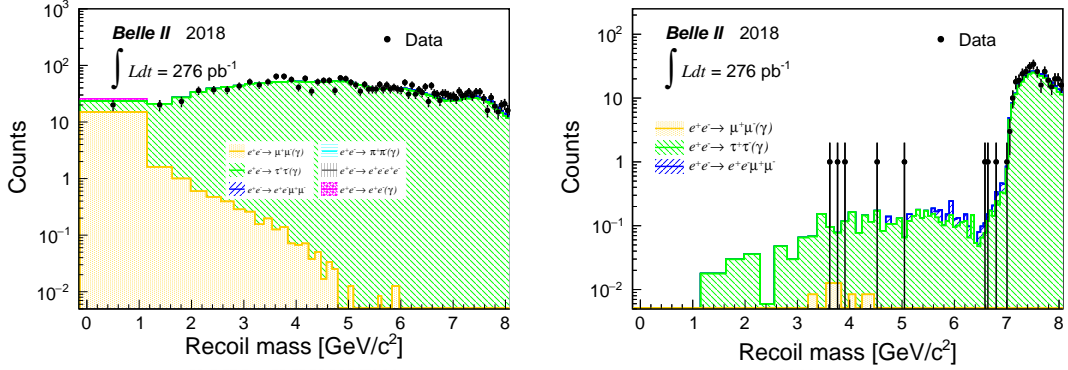 Belle II 2018
Data
∫ Ldt = 276 pb⁻¹
10³
10²
10
1
10⁻¹
10⁻²
Counts
e⁺e⁻→ μ⁺μ⁻(γ)
e⁺e⁻→ π⁺π⁻(γ)
e⁺e⁻→ τ⁺τ⁻(γ)
e⁺e⁻→ e⁺e⁻e⁺e⁻
e⁺e⁻→ e⁺e⁻μ⁺μ⁻
e⁺e⁻→ e⁺e⁻(γ)
0 1 2 3 4 5 6 7 8
Recoil mass [GeV/c²]
Belle II 2018
Data
∫ Ldt = 276 pb⁻¹
10²
10
1
10⁻¹
10⁻²
Counts
e⁺e⁻→ μ⁺μ⁻(γ)
e⁺e⁻→ τ⁺τ⁻(γ)
e⁺e⁻→ e⁺e⁻μ⁺μ⁻
0 1 2 3 4 5 6 7 8
Recoil mass [GeV/c²]